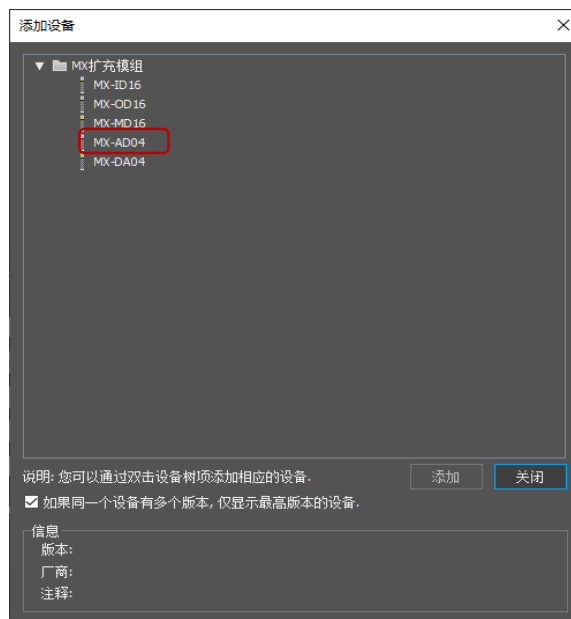 添加设备
MX扩充模组
MX-ID16
MX-OD16
MX-MD16
MX-AD04
MX-DA04
说明: 您可以通过双击设备树项添加相应的设备.
添加
关闭
如果同一个设备有多个版本, 仅显示最高版本的设备.
信息
版本:
厂商:
注释: